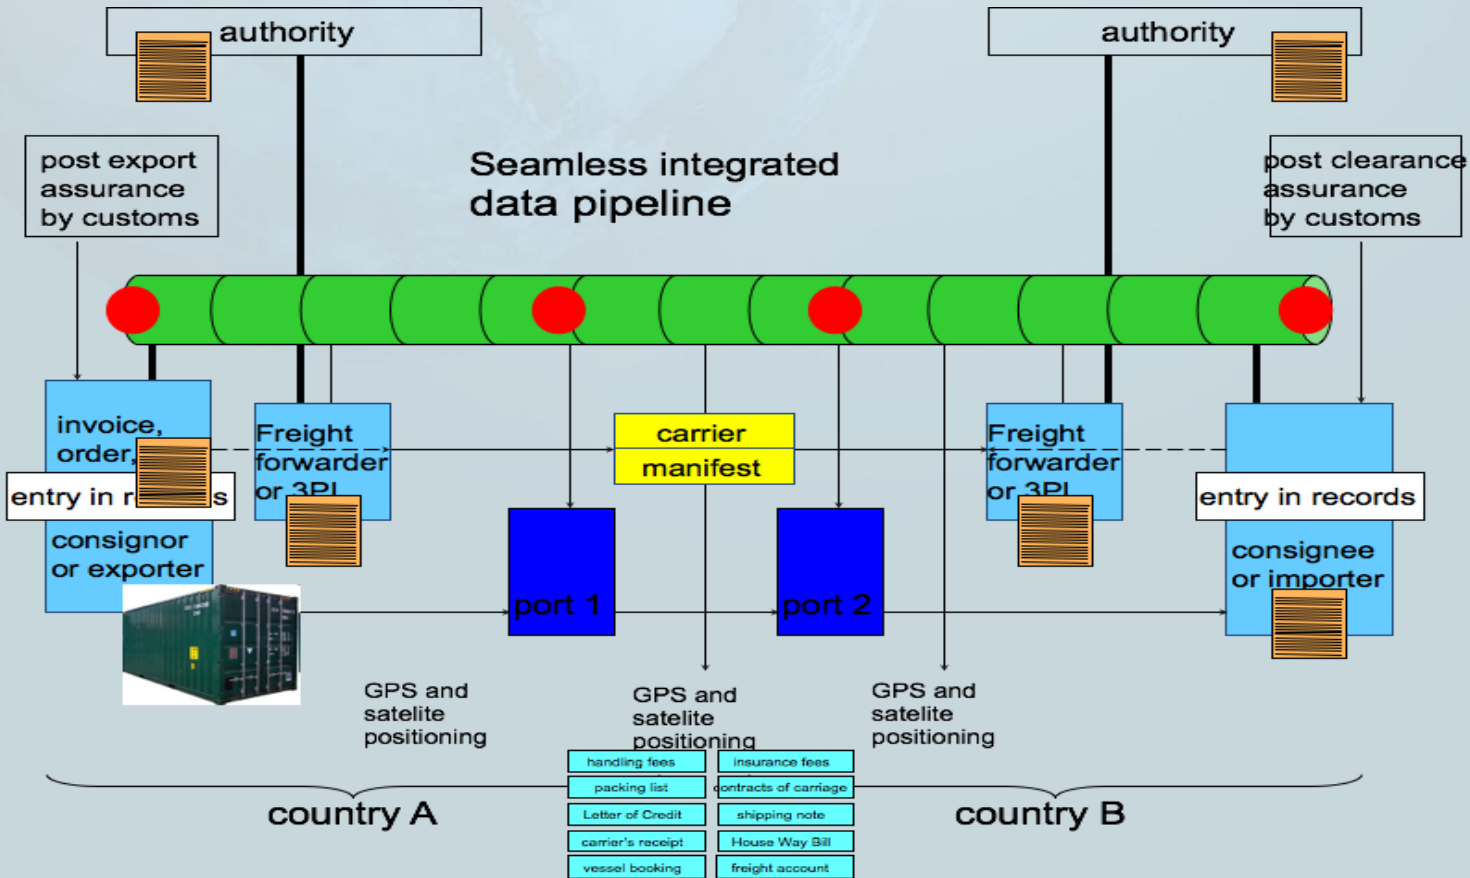 authority
authority
post export
assurance
by customs
Seamless integrated
data pipeline
post clearance
assurance
by customs
invoice,
order,
entry in
s
consignor
or exporter
Freight
forwarder
or 3PL
carrier
manifest
Freight
forwarder
or 3PL
entry in records
consignee
or importer
port 1
port 2
GPS and
satelite
positioning
GPS and
satelite
positioning
GPS and
satelite
positioning
handling fees
insurance fees
packing list
contracts of carriage
Letter of Credit
shipping note
carrier's receipt
House Way Bill
vessel booking
freight account
country A
country B